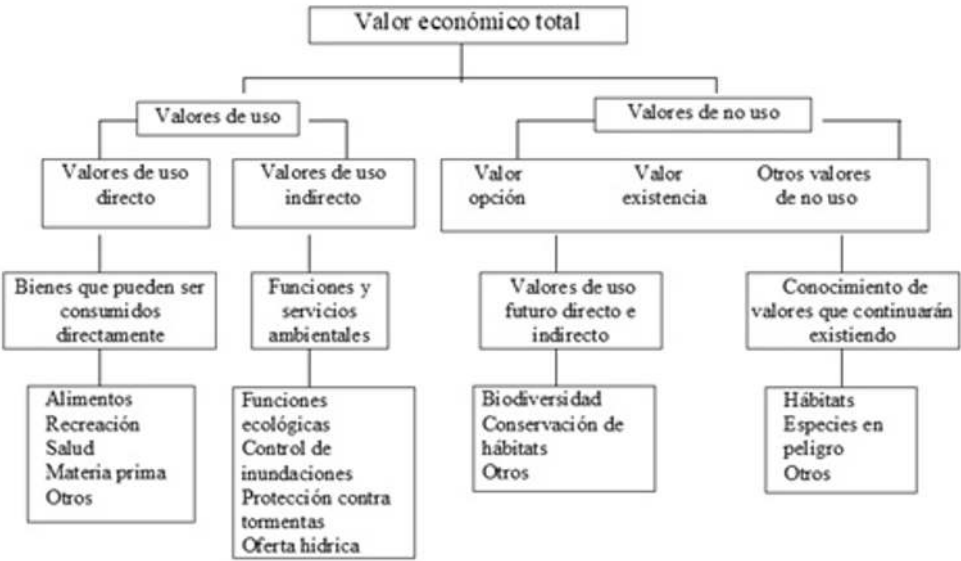 Valor económico total
Valores de uso
Valores de no uso
Valores de uso
directo
Valores de uso
indirecto
Valor
opción
Valor
existencia
Otros valores
de no uso
Bienes que pueden ser
consumidos
directamente
Funciones y
servicios
ambientales
Valores de uso
futuro directo e
indirecto
Conocimiento de
valores que continuarán
existiendo
Alimentos
Recreación
Salud
Materia prima
Otros
Funciones
ecológicas
Control de
inundaciones
Protección contra
tormentas
Oferta hídrica
Biodiversidad
Conservación de
hábitats
Otros
Hábitats
Especies en
peligro
Otros